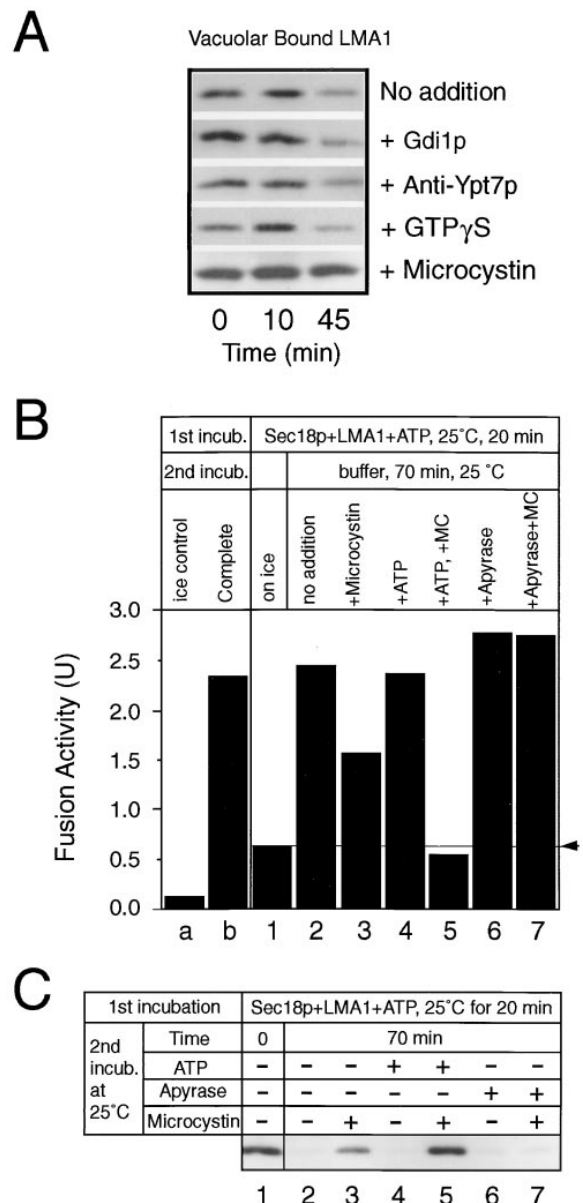 A
Vacuolar Bound LMA1
No addition
+ Gdi1p
+ Anti-Ypt7p
+ GTPγS
+ Microcystin
0 10 45
Time (min)
B
1st incub. Sec18p+LMA1+ATP, 25˚C, 20 min
2nd incub. buffer, 70 min, 25 ˚C
ice control
Complete
on ice
no addition
+Microcystin
+ATP
+ATP, +MC
+Apyrase
+Apyrase+MC
Fusion Activity (U)
3.0
2.5
2.0
1.5
1.0
0.5
0.0
a b 1 2 3 4 5 6 7
C
1st incubation Sec18p+LMA1+ATP, 25˚C for 20 min
2nd incub. at 25˚C
Time 0 70 min
ATP - - - + + - -
Apyrase - - - - - + +
Microcystin - - + - + - +
1 2 3 4 5 6 7